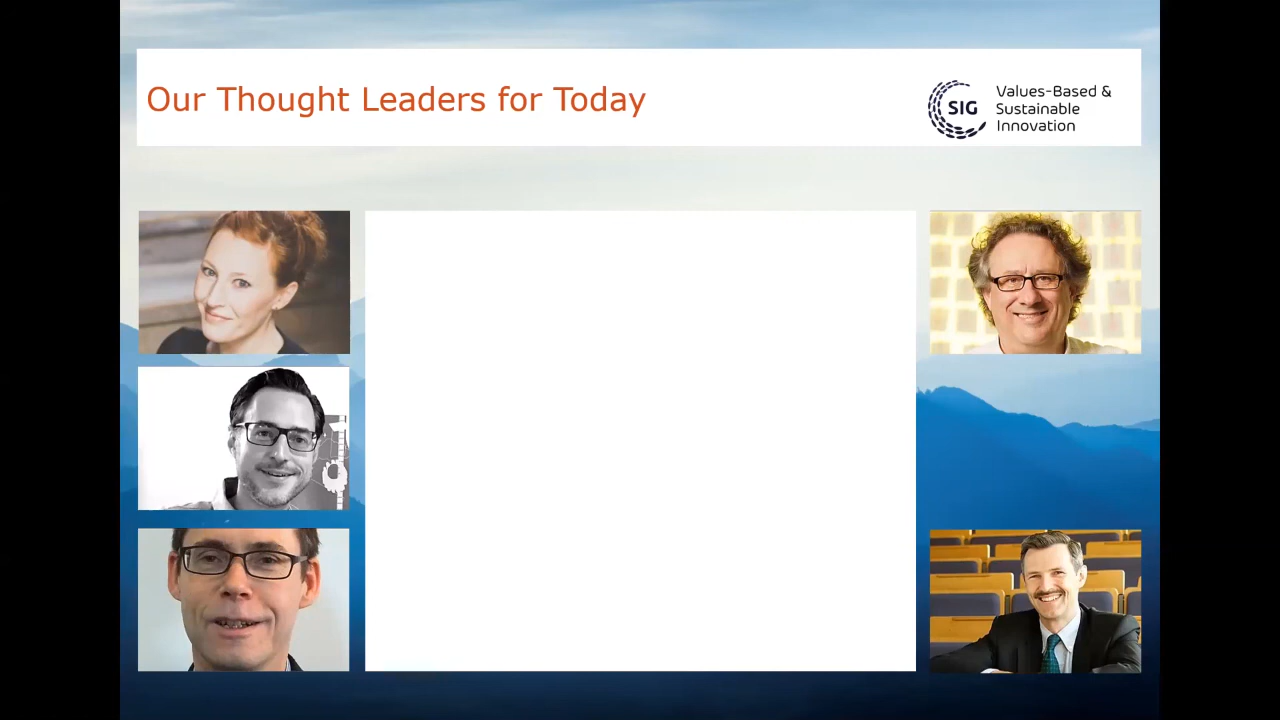 Our Thought Leaders for Today
SIG
Values-Based &
Sustainable
Innovation